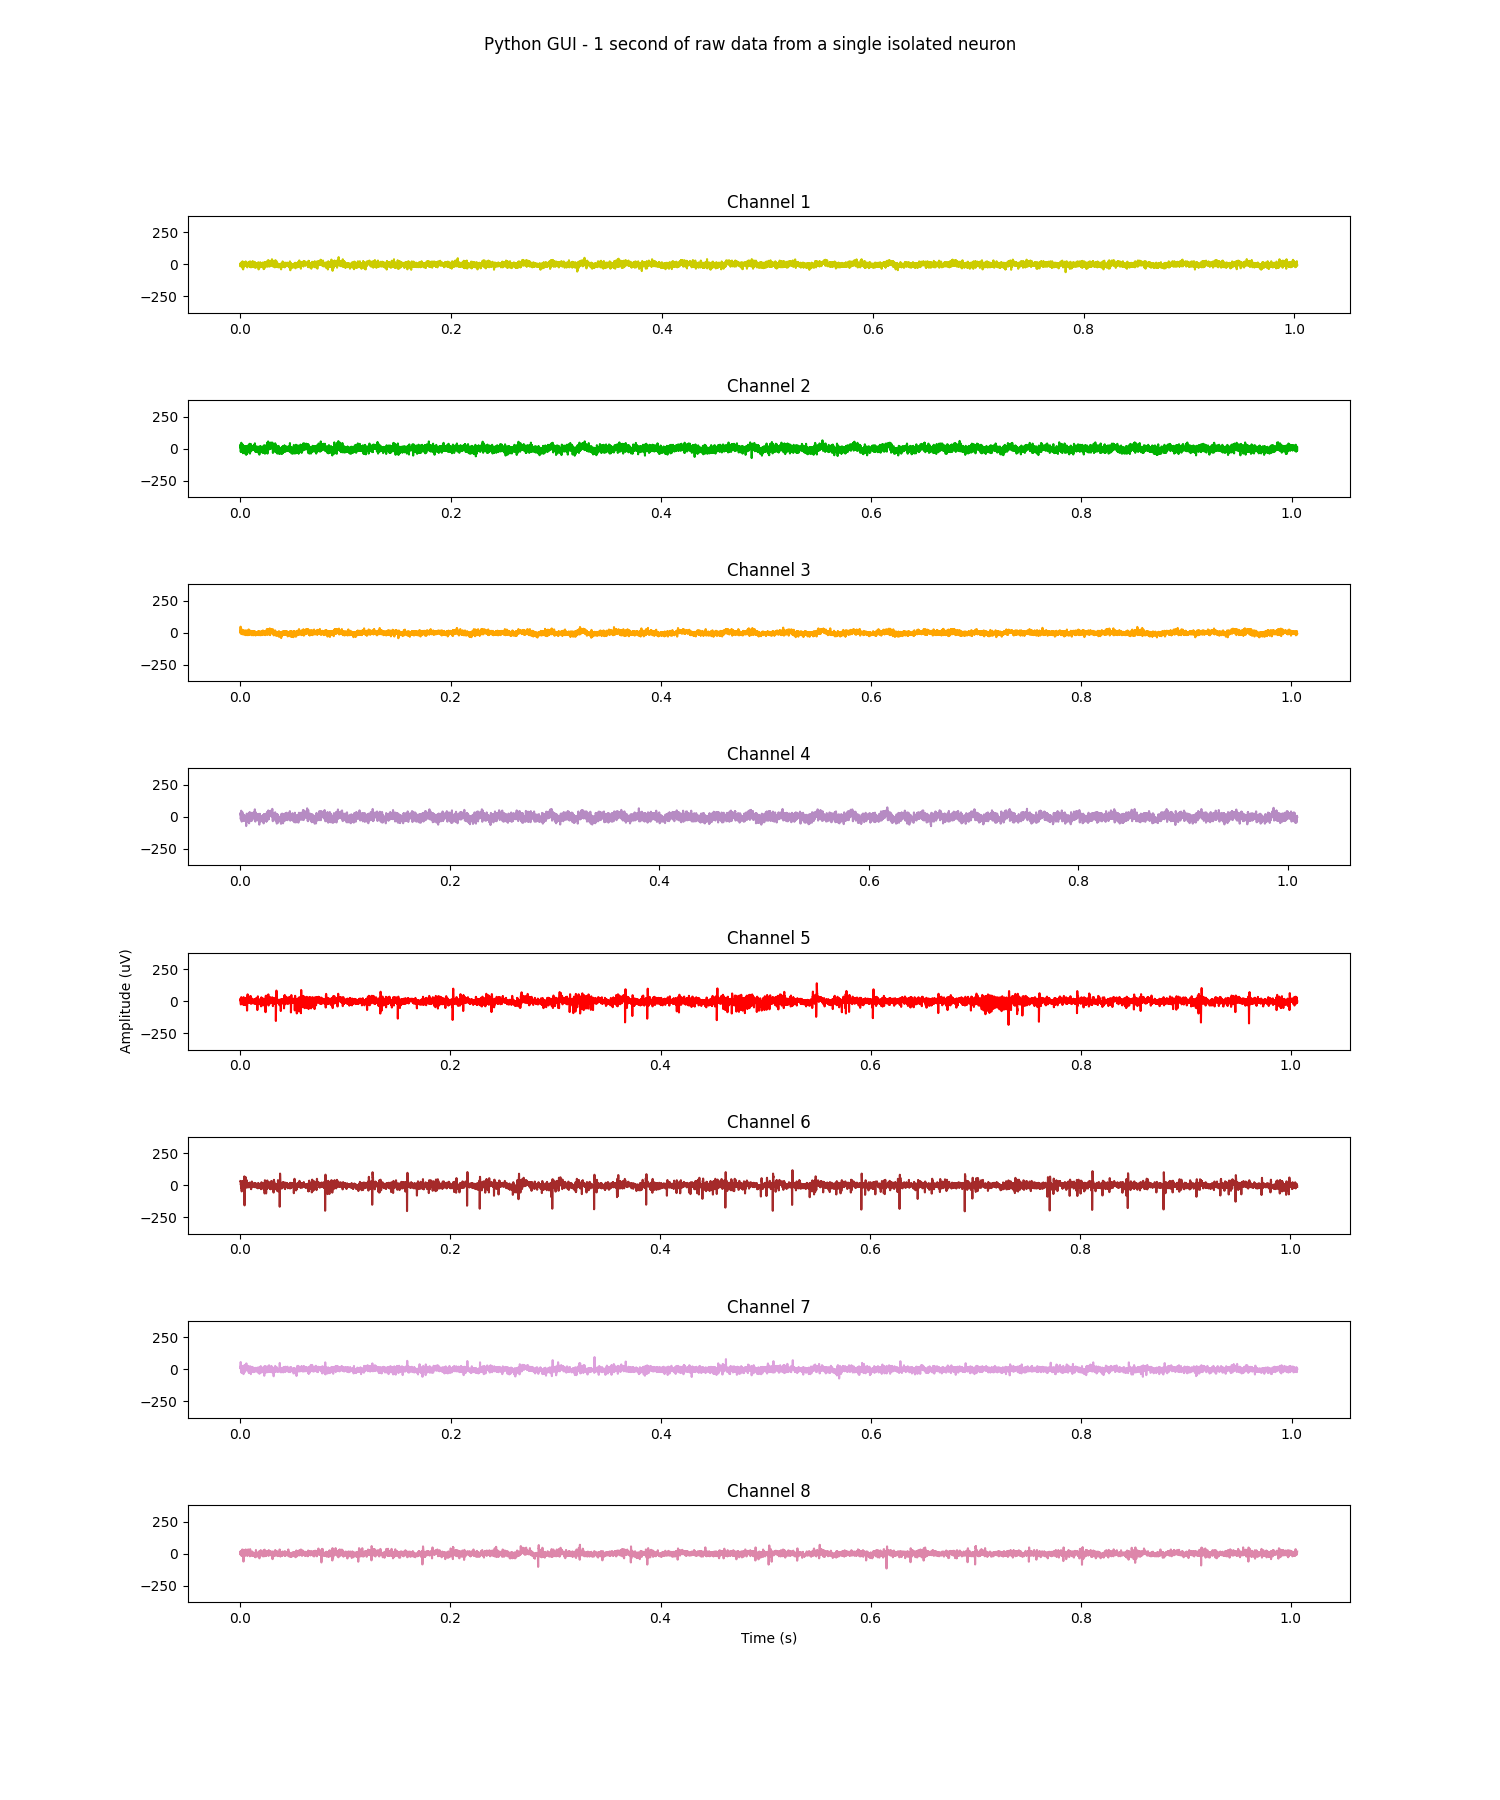 Python GUI - 1 second of raw data from a single isolated neuron
Channel 1
250
0
−250
0.0 0.2 0.4 0.6 0.8 1.0
Channel 2
250
0
−250
0.0 0.2 0.4 0.6 0.8 1.0
Channel 3
250
0
−250
0.0 0.2 0.4 0.6 0.8 1.0
Channel 4
250
0
−250
0.0 0.2 0.4 0.6 0.8 1.0
Amplitude (uV)
Channel 5
250
0
−250
0.0 0.2 0.4 0.6 0.8 1.0
Channel 6
250
0
−250
0.0 0.2 0.4 0.6 0.8 1.0
Channel 7
250
0
−250
0.0 0.2 0.4 0.6 0.8 1.0
Channel 8
250
0
−250
0.0 0.2 0.4 0.6 0.8 1.0
Time (s)